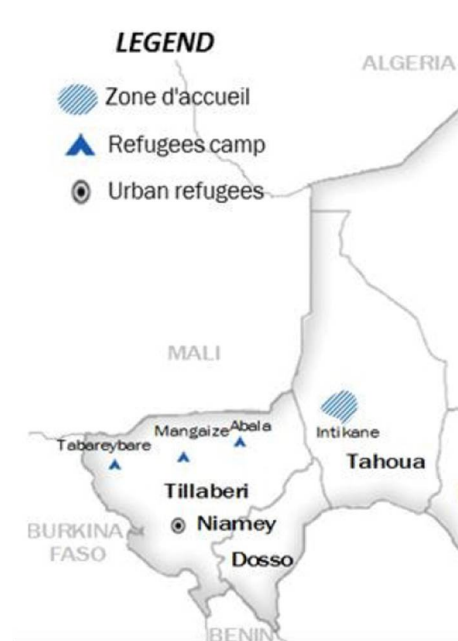 LEGEND
ALGERIA
Zone d'accueil
Refugees camp
Urban refugees
MALI
Abala
Mangaize
Intikane
Tabareybare
Tahoua
Tillaberi
Niamey
BURKINA
FASO
Dosso
BENIN